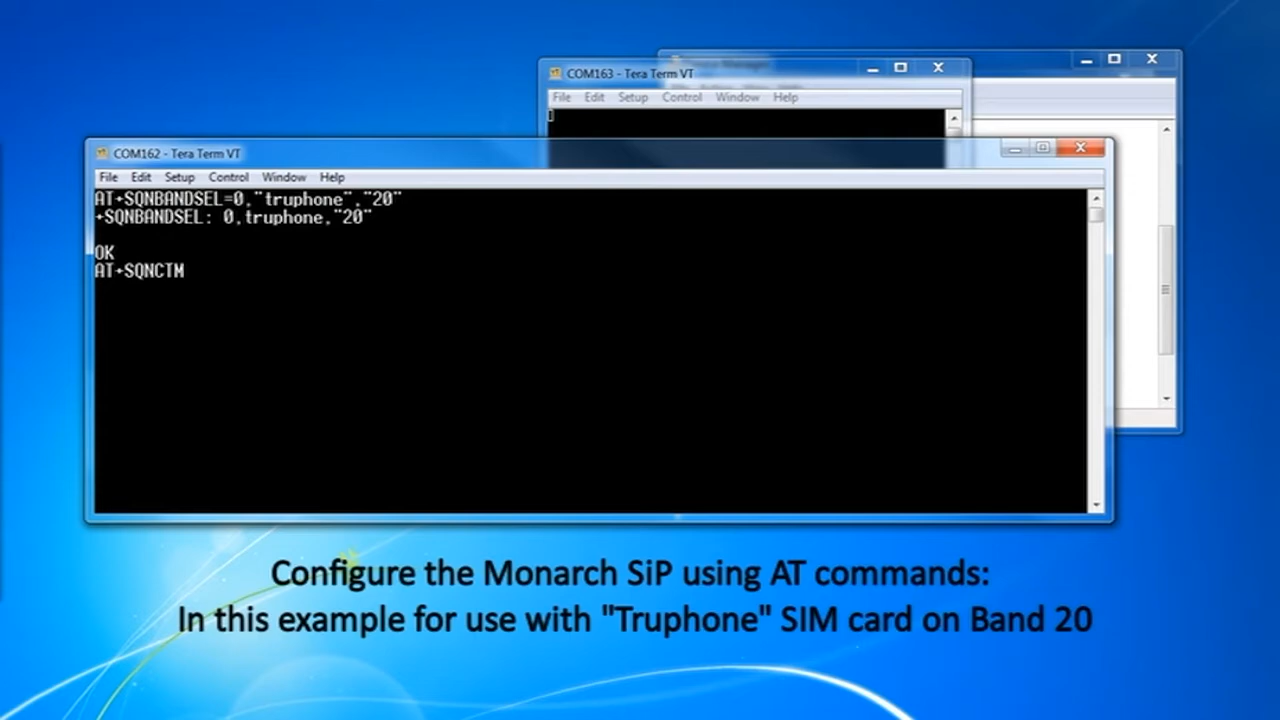 COM163 - Tera Term VT
File Edit Setup Control Window Help
COM162 - Tera Term VT
File Edit Setup Control Window Help
AT+SQNBANDSEL=0,"truphone","20"
+SQNBANDSEL: 0,truphone,"20"
OK
AT+SQNCTM
Configure the Monarch SiP using AT commands:
In this example for use with "Truphone" SIM card on Band 20